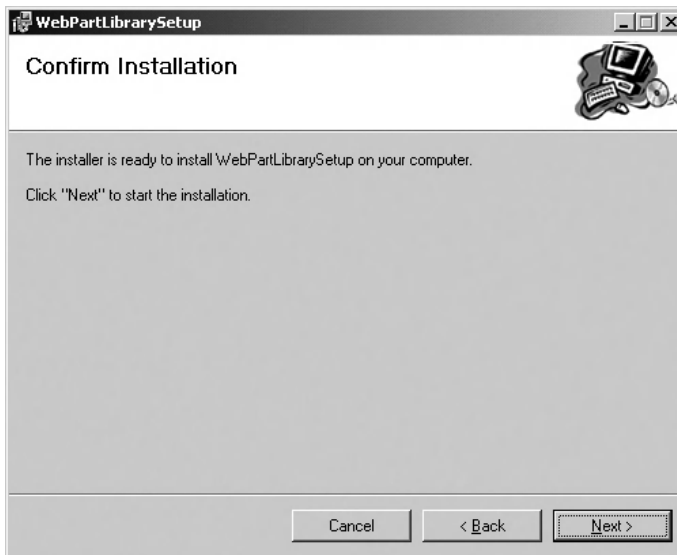 WebPartLibrarySetup
Confirm Installation
The installer is ready to install WebPartLibrarySetup on your computer.
Click "Next" to start the installation.
Cancel
< Back
Next >